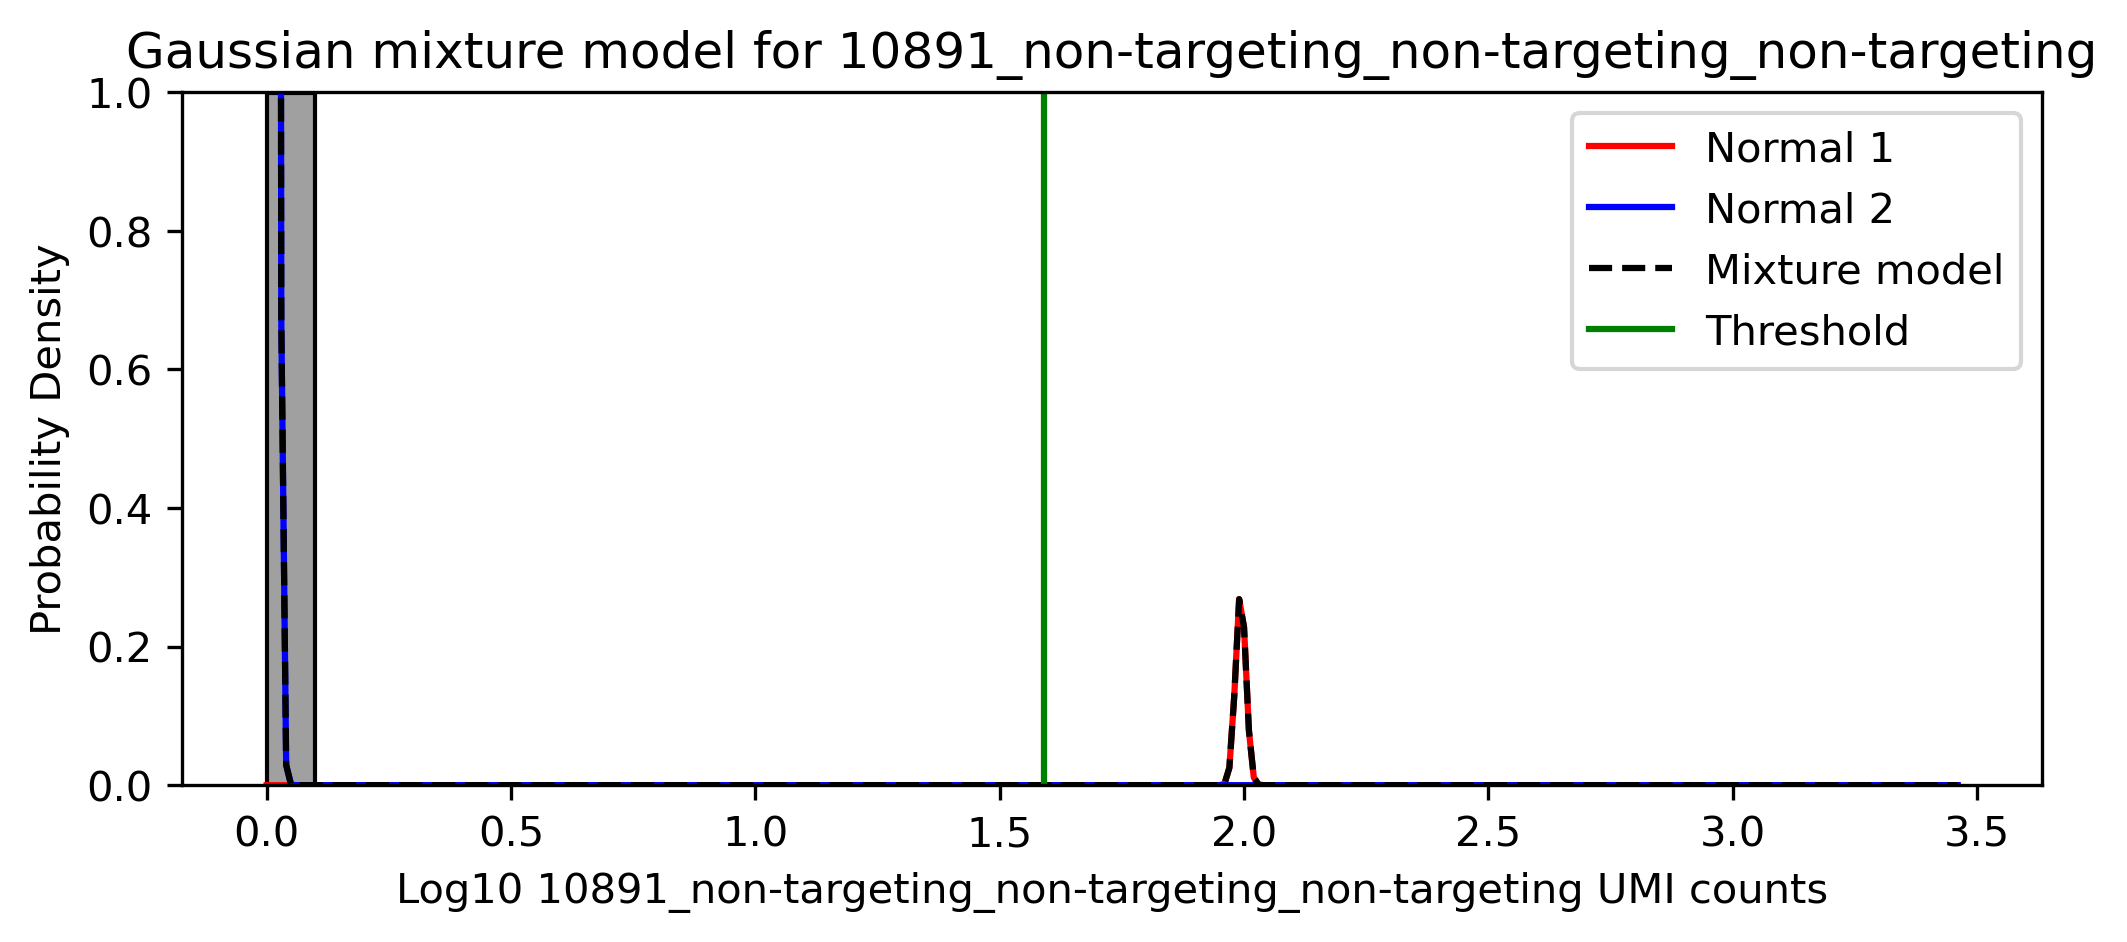 Gaussian mixture model for 10891_non-targeting_non-targeting_non-targeting
1.0
0.8
0.6
0.4
0.2
0.0
Probability Density
Normal 1
Normal 2
Mixture model
Threshold
0.0 0.5 1.0 1.5 2.0 2.5 3.0 3.5
Log10 10891_non-targeting_non-targeting_non-targeting UMI counts